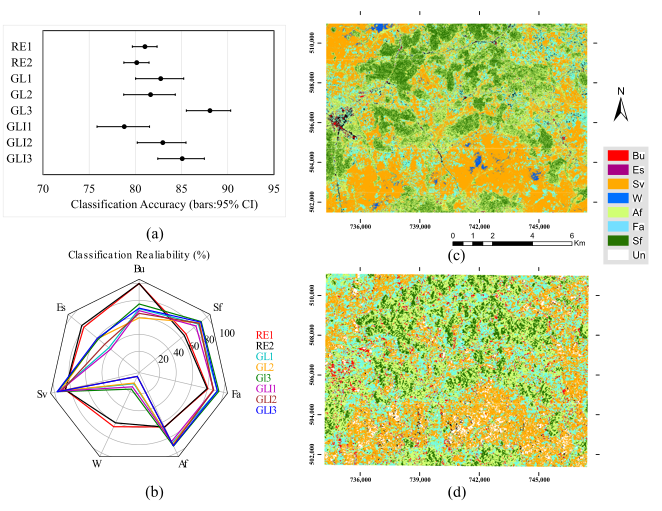 RE1
RE2
GL1
GL2
GL3
GLI1
GLI2
GLI3
70 75 80 85 90 95
Classification Accuracy (bars:95% CI)
(a)
Classification Realiability (%)
Bu
Sf
Fa
Af
W
Sv
Es
20
40
60
80
100
RE1
RE2
GL1
GL2
Gl3
GLI1
GLI2
GLI3
(b)
510,000
508,000
506,000
504,000
502,000
736,000 739,000 742,000 745,000
0 1 2 4 6
Km
(c)
510,000
508,000
506,000
504,000
502,000
736,000 739,000 742,000 745,000
(d)
N
Bu
Es
Sv
W
Af
Fa
Sf
Un